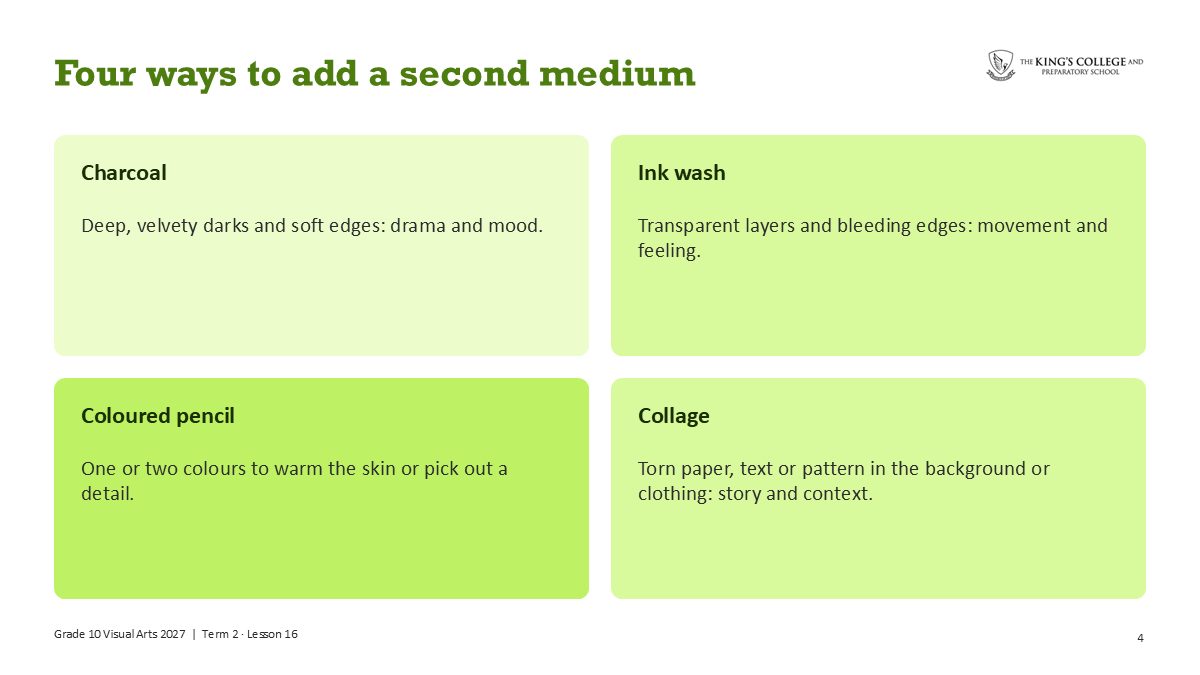 Four ways to add a second medium
THE KING'S COLLEGE AND
PREPARATORY SCHOOL
Charcoal
Deep, velvety darks and soft edges: drama and mood.
Ink wash
Transparent layers and bleeding edges: movement and
feeling.
Coloured pencil
One or two colours to warm the skin or pick out a
detail.
Collage
Torn paper, text or pattern in the background or
clothing: story and context.
Grade 10 Visual Arts 2027 | Term 2 · Lesson 16
4